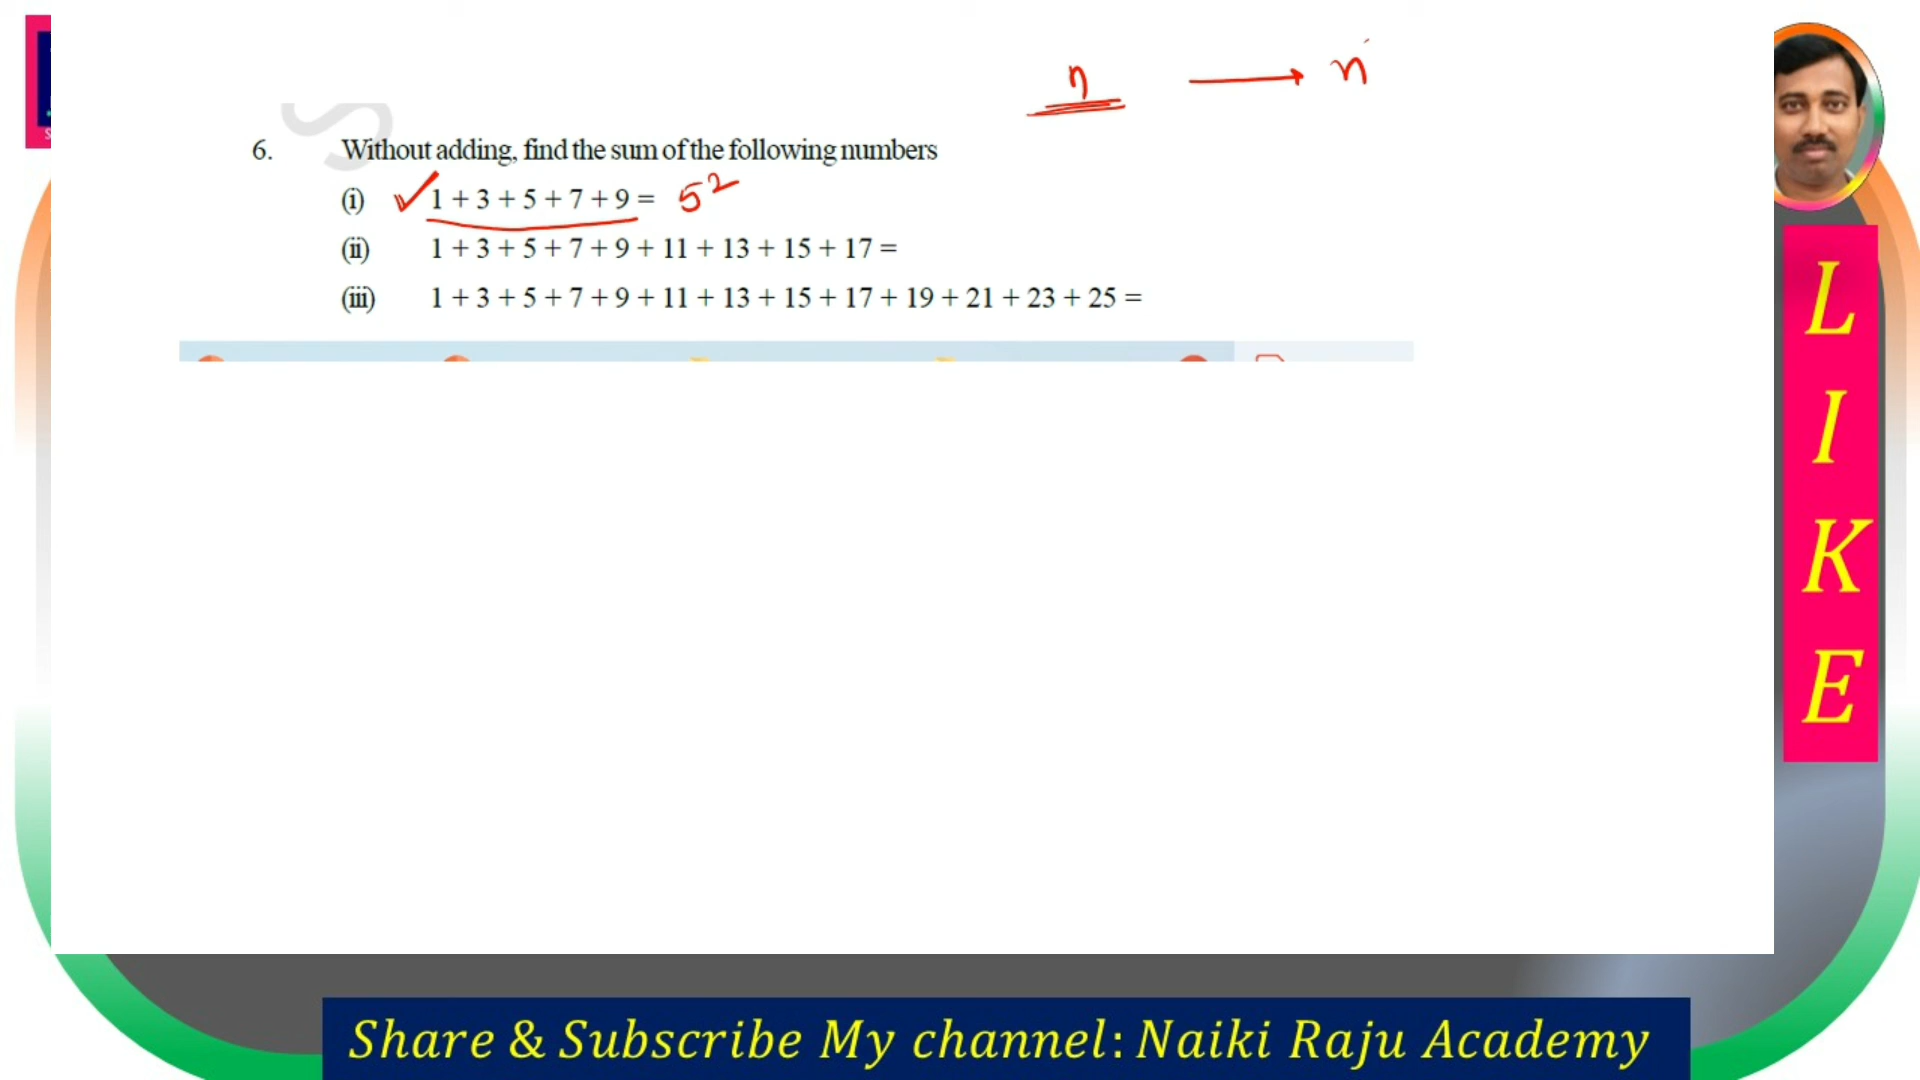 n → n
6. Without adding, find the sum of the following numbers
(i) ✓ 1 + 3 + 5 + 7 + 9 = 5²
(ii) 1 + 3 + 5 + 7 + 9 + 11 + 13 + 15 + 17 =
(iii) 1 + 3 + 5 + 7 + 9 + 11 + 13 + 15 + 17 + 19 + 21 + 23 + 25 =
L
I
K
E
Share & Subscribe My channel: Naiki Raju Academy